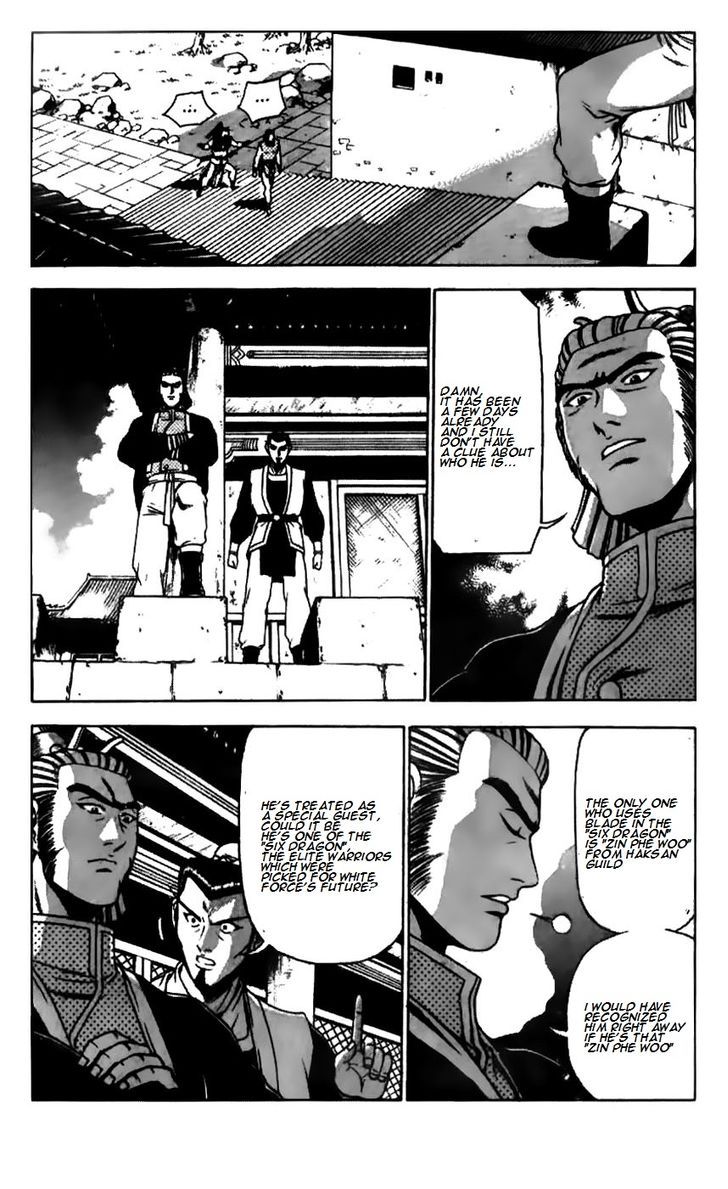 ...
...
DAMN,
IT HAS BEEN
A FEW DAYS
ALREADY
AND I STILL
DON'T HAVE
A CLUE ABOUT
WHO HE IS...
HE'S TREATED AS
A SPECIAL GUEST,
COULD IT BE
HE'S ONE OF THE
"SIX DRAGON",
THE ELITE WARRIORS
WHICH WERE
PICKED FOR WHITE
FORCE'S FUTURE?
THE ONLY ONE
WHO USES
BLADE IN THE
"SIX DRAGON"
IS "ZIN PHE WOO"
FROM HAKSAN
GUILD
I WOULD HAVE
RECOGNIZED
HIM RIGHT AWAY
IF HE'S THAT
"ZIN PHE WOO"